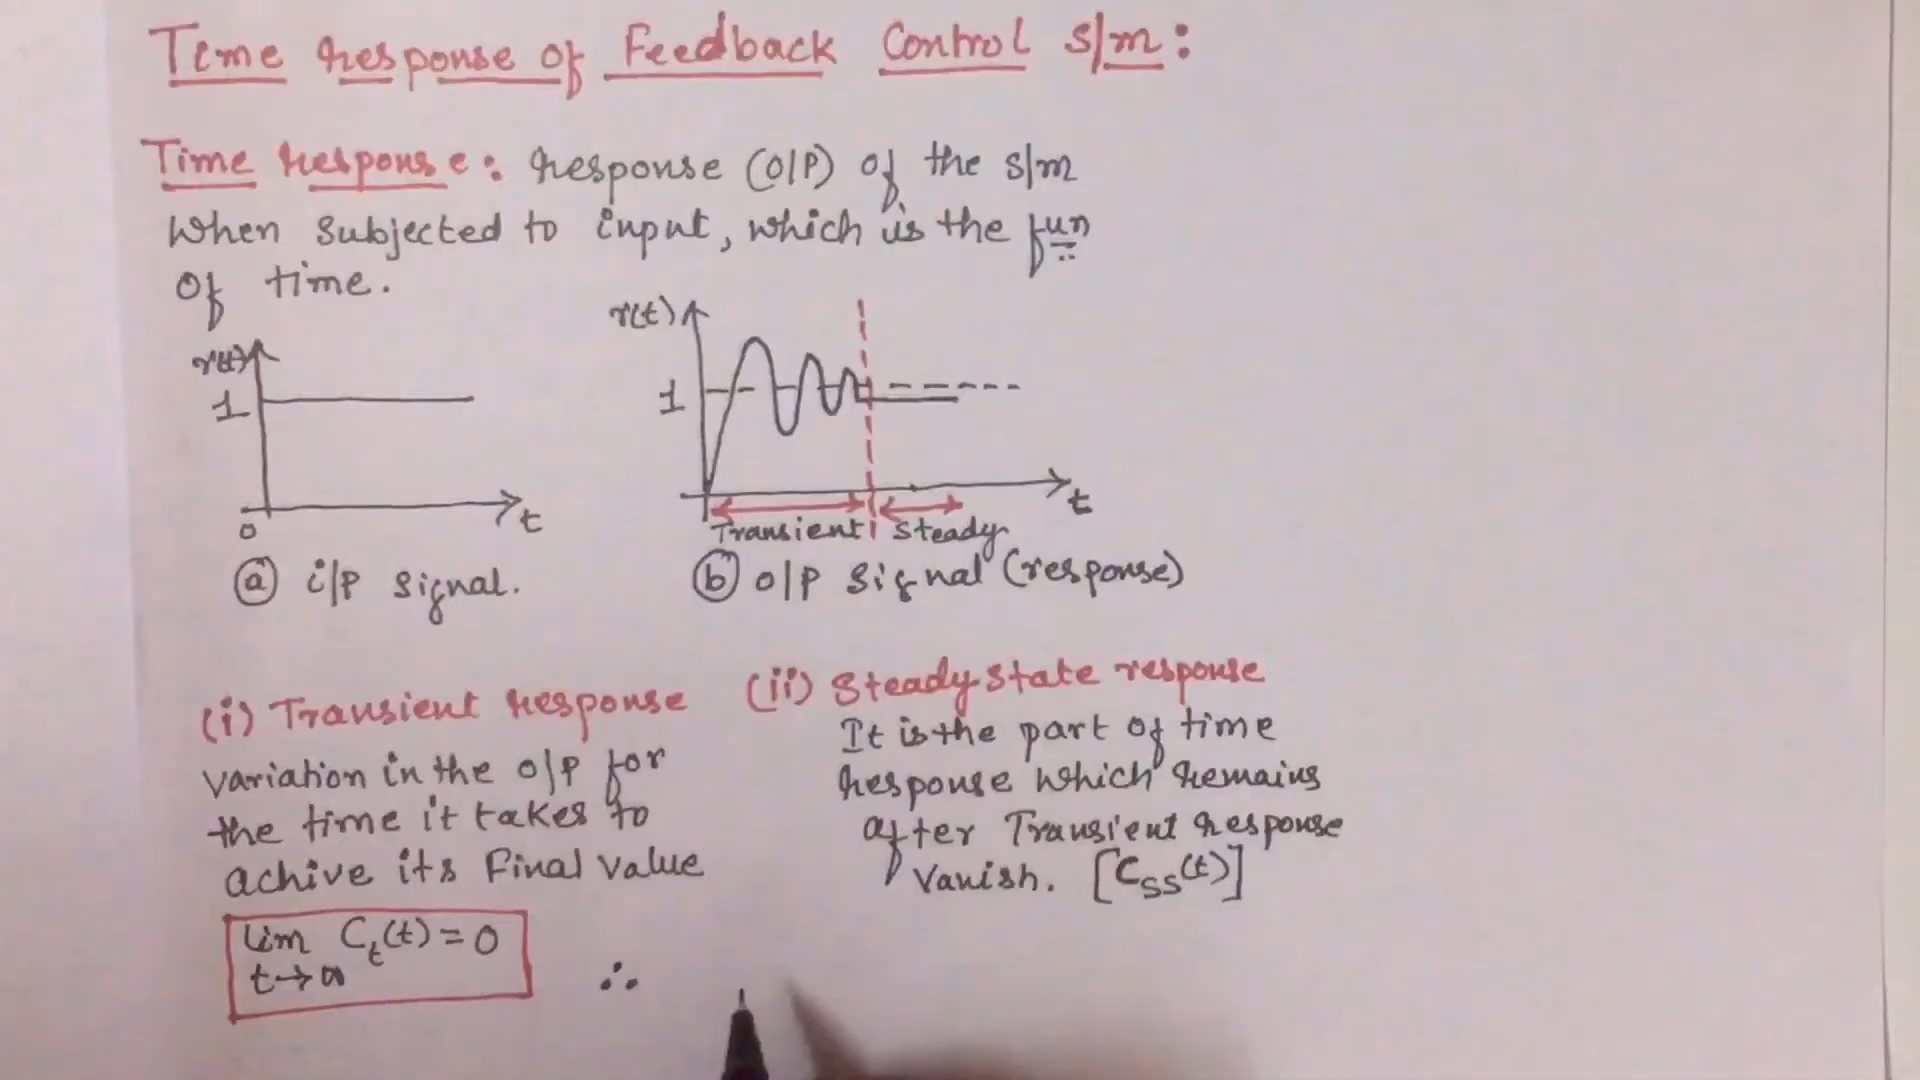 Time Response of Feedback Control S/m:
Time Response: Response (O/P) of the S/m
When Subjected to input, which is the fun
of time.
r(t)
1
0
t
(a) i/p signal.
r(t)
1
t
Transient Steady
(b) o/p Signal (response)
(i) Transient Response
Variation in the o/p for
the time it takes to
achive its Final value
lim Ct(t) = 0
t→∞
(ii) Steady state response
It is the part of time
Response which Remains
after Transient Response
Vanish. [Css(t)]
∴